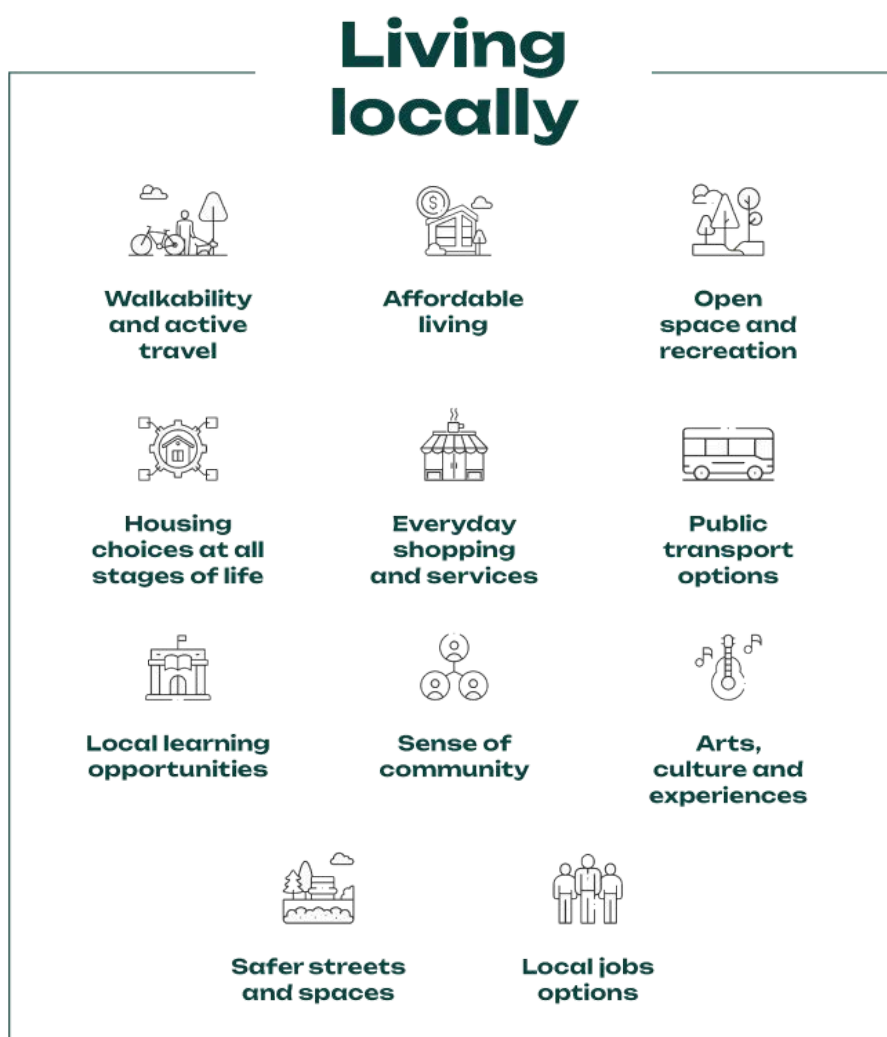 Living
locally
Walkability
and active
travel
Affordable
living
Open
space and
recreation
Housing
choices at all
stages of life
Everyday
shopping
and services
Public
transport
options
Local learning
opportunities
Sense of
community
Arts,
culture and
experiences
Safer streets
and spaces
Local jobs
options